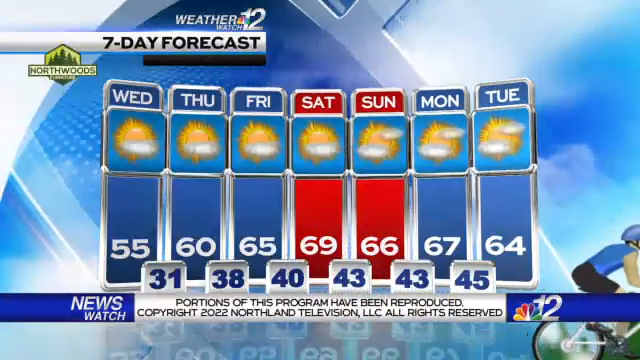 WEATHER
WATCH 12
7-DAY FORECAST
NORTHWOODS
FURNITURE
WED THU FRI SAT SUN MON TUE
55 60 65 69 66 67 64
31 38 40 43 43 45
NEWS
WATCH
PORTIONS OF THIS PROGRAM HAVE BEEN REPRODUCED.
COPYRIGHT 2022 NORTHLAND TELEVISION, LLC ALL RIGHTS RESERVED
12